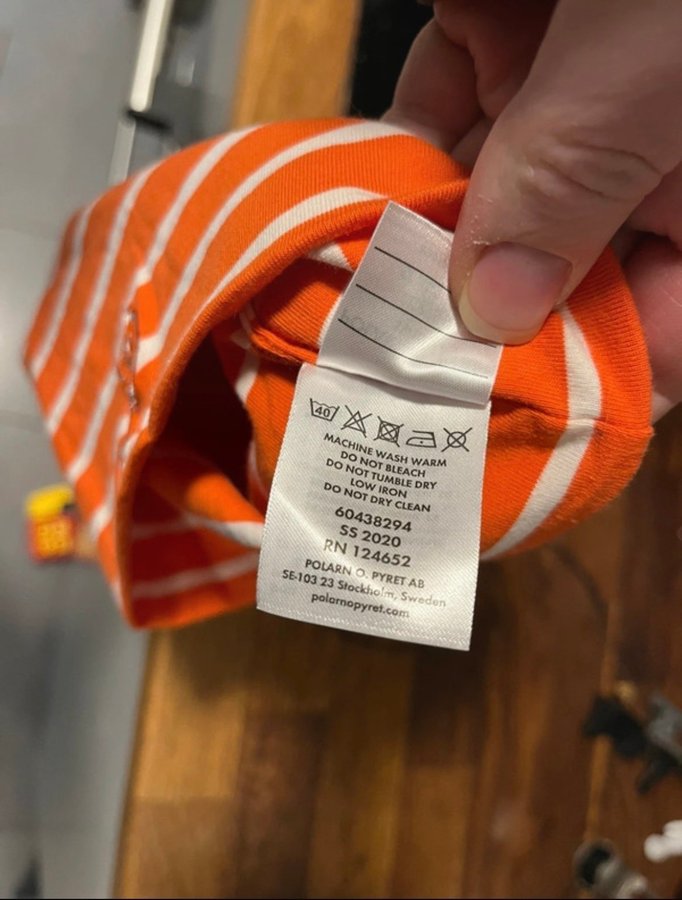 40
MACHINE WASH WARM
DO NOT BLEACH
DO NOT TUMBLE DRY
LOW IRON
DO NOT DRY CLEAN
60438294
SS 2020
RN 124652
POLARN O. PYRET AB
SE-103 23 Stockholm, Sweden
polarnopyret.com